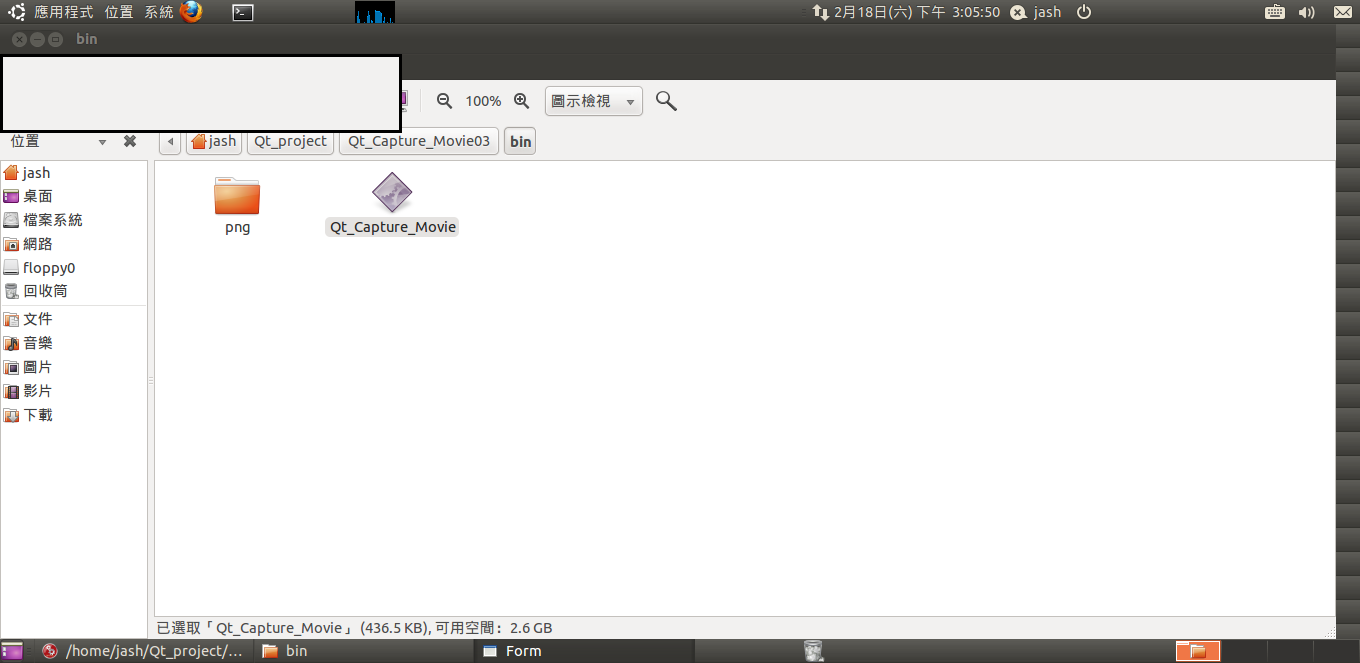 應用程式 位置 系統 2月18日(六) 下午 3:05:50 jash
bin
100% 圖示檢視
位置 jash Qt_project Qt_Capture_Movie03 bin
jash
桌面
檔案系統
網路
floppy0
回收筒
文件
音樂
圖片
影片
下載
png Qt_Capture_Movie
已選取「Qt_Capture_Movie」(436.5 KB), 可用空間: 2.6 GB
/home/jash/Qt_project/... bin Form